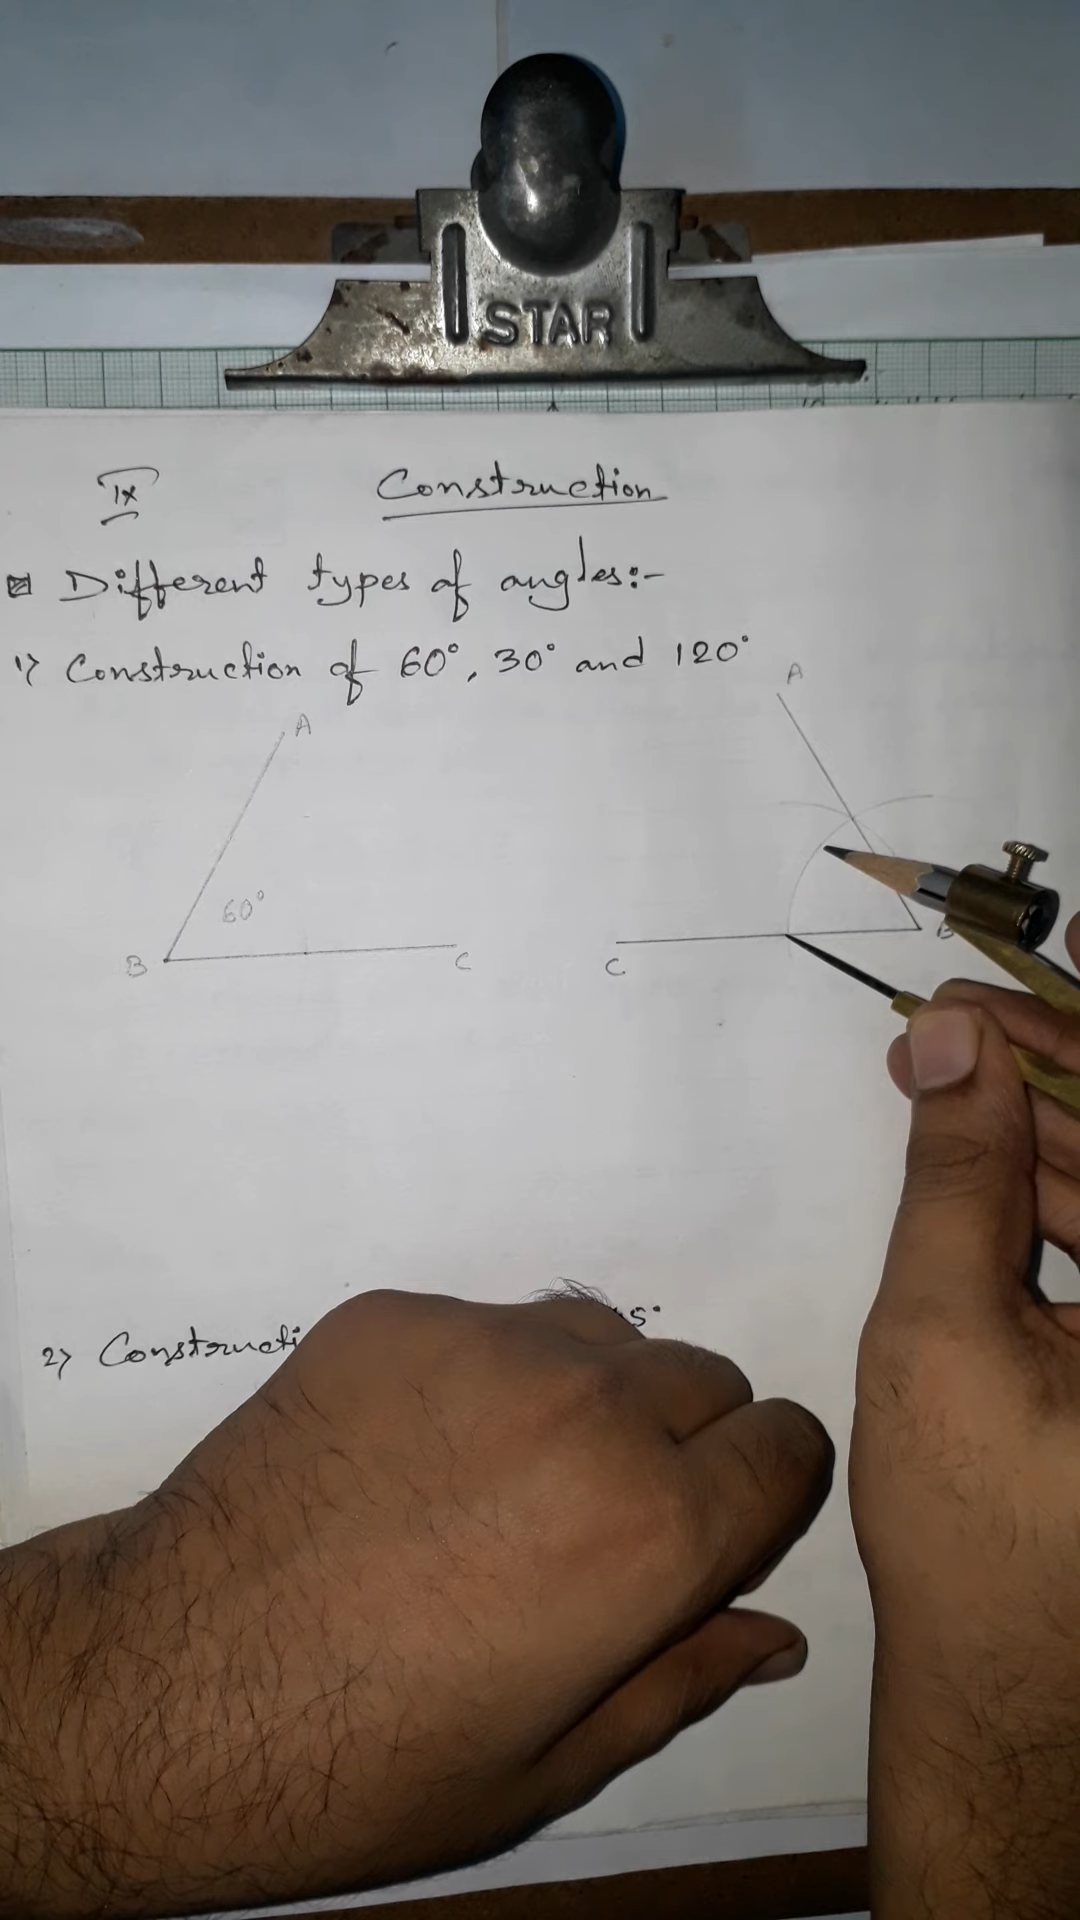 STAR
IX
Construction
Different types of angles:-
1) Construction of 60°, 30° and 120°
A
A
60°
B
C
C
B
2) Constructi